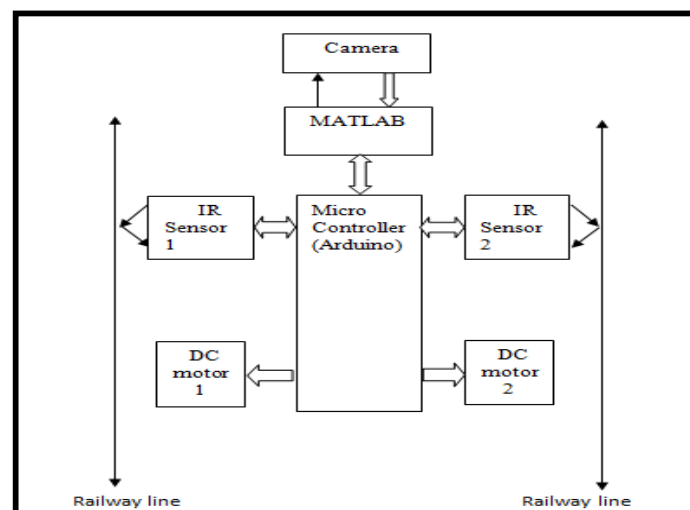 Camera
MATLAB
IR
Sensor
1
Micro
Controller
(Arduino)
IR
Sensor
2
DC
motor
1
DC
motor
2
Railway line
Railway line